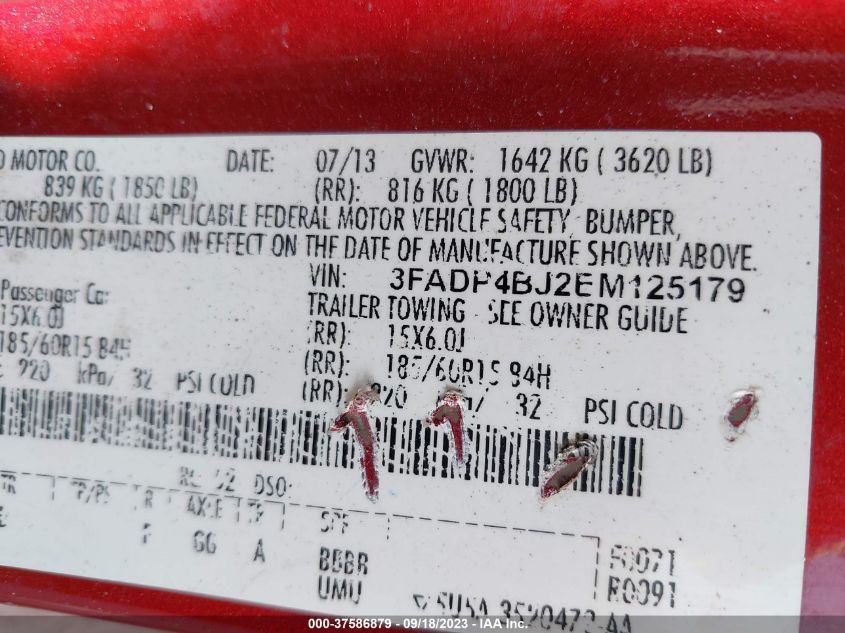 MOTOR CO. DATE: 07/13 GVWR: 1642 KG ( 3620 LB)
839 KG ( 1850 LB) (RR): 816 KG ( 1800 LB)
CONFORMS TO ALL APPLICABLE FEDERAL MOTOR VEHICLE SAFETY, BUMPER,
EVENTION STANDARDS IN EFFECT ON THE DATE OF MANUFACTURE SHOWN ABOVE.
VIN: 3FADP4BJ2EM125179
Passenger Car TRAILER TOWING - SEE OWNER GUIDE
15X6.0J (RR): 15X6.0J
185/60R15 84H (RR): 185/60R15 84H
kPa/ 32 PSI COLD (RR): 32 PSI COLD
DSO:
AXLE TR SPR
GG A BBBR F0071
UMU R0091
000-37586879 - 09/18/2023 - IAA Inc.